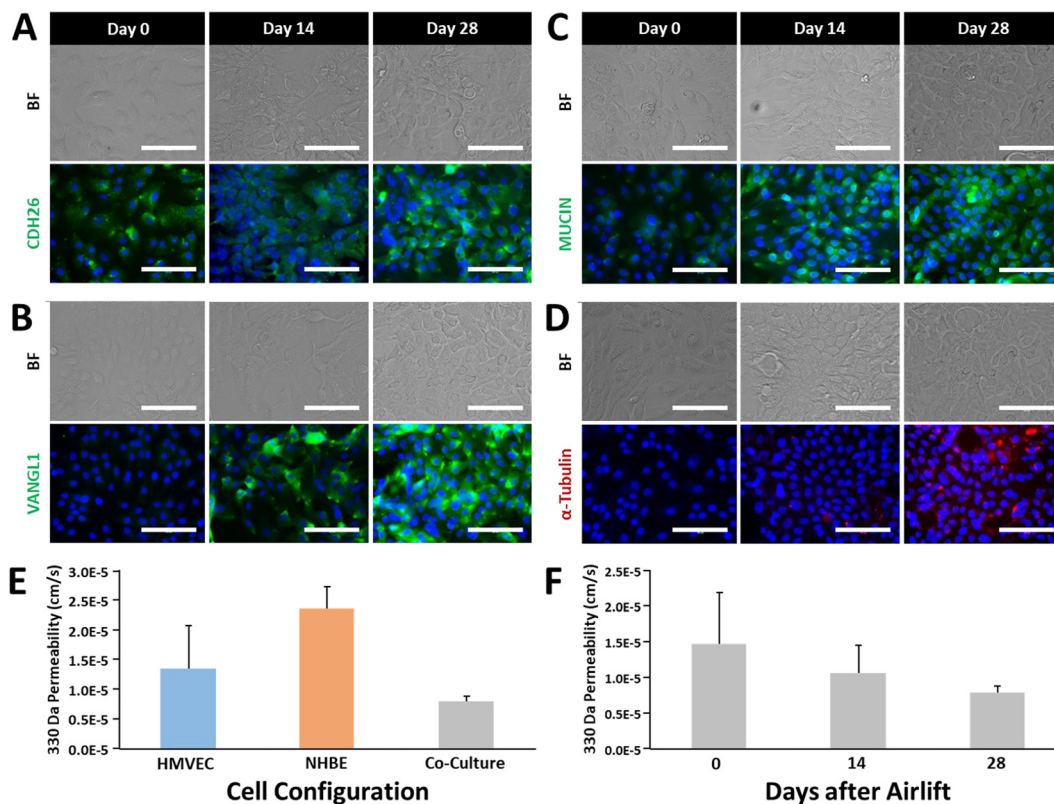 A
Day 0
Day 14
Day 28
BF
CDH26
C
Day 0
Day 14
Day 28
BF
MUCIN
B
BF
VANGL1
D
BF
α-Tubulin
E
330 Da Permeability (cm/s)
3.0E-5
2.5E-5
2.0E-5
1.5E-5
1.0E-5
0.5E-5
0.0E-5
HMVEC
NHBE
Co-Culture
Cell Configuration
F
330 Da Permeability (cm/s)
2.5E-5
2.0E-5
1.5E-5
1.0E-5
0.5E-5
0.0E-5
0
14
28
Days after Airlift